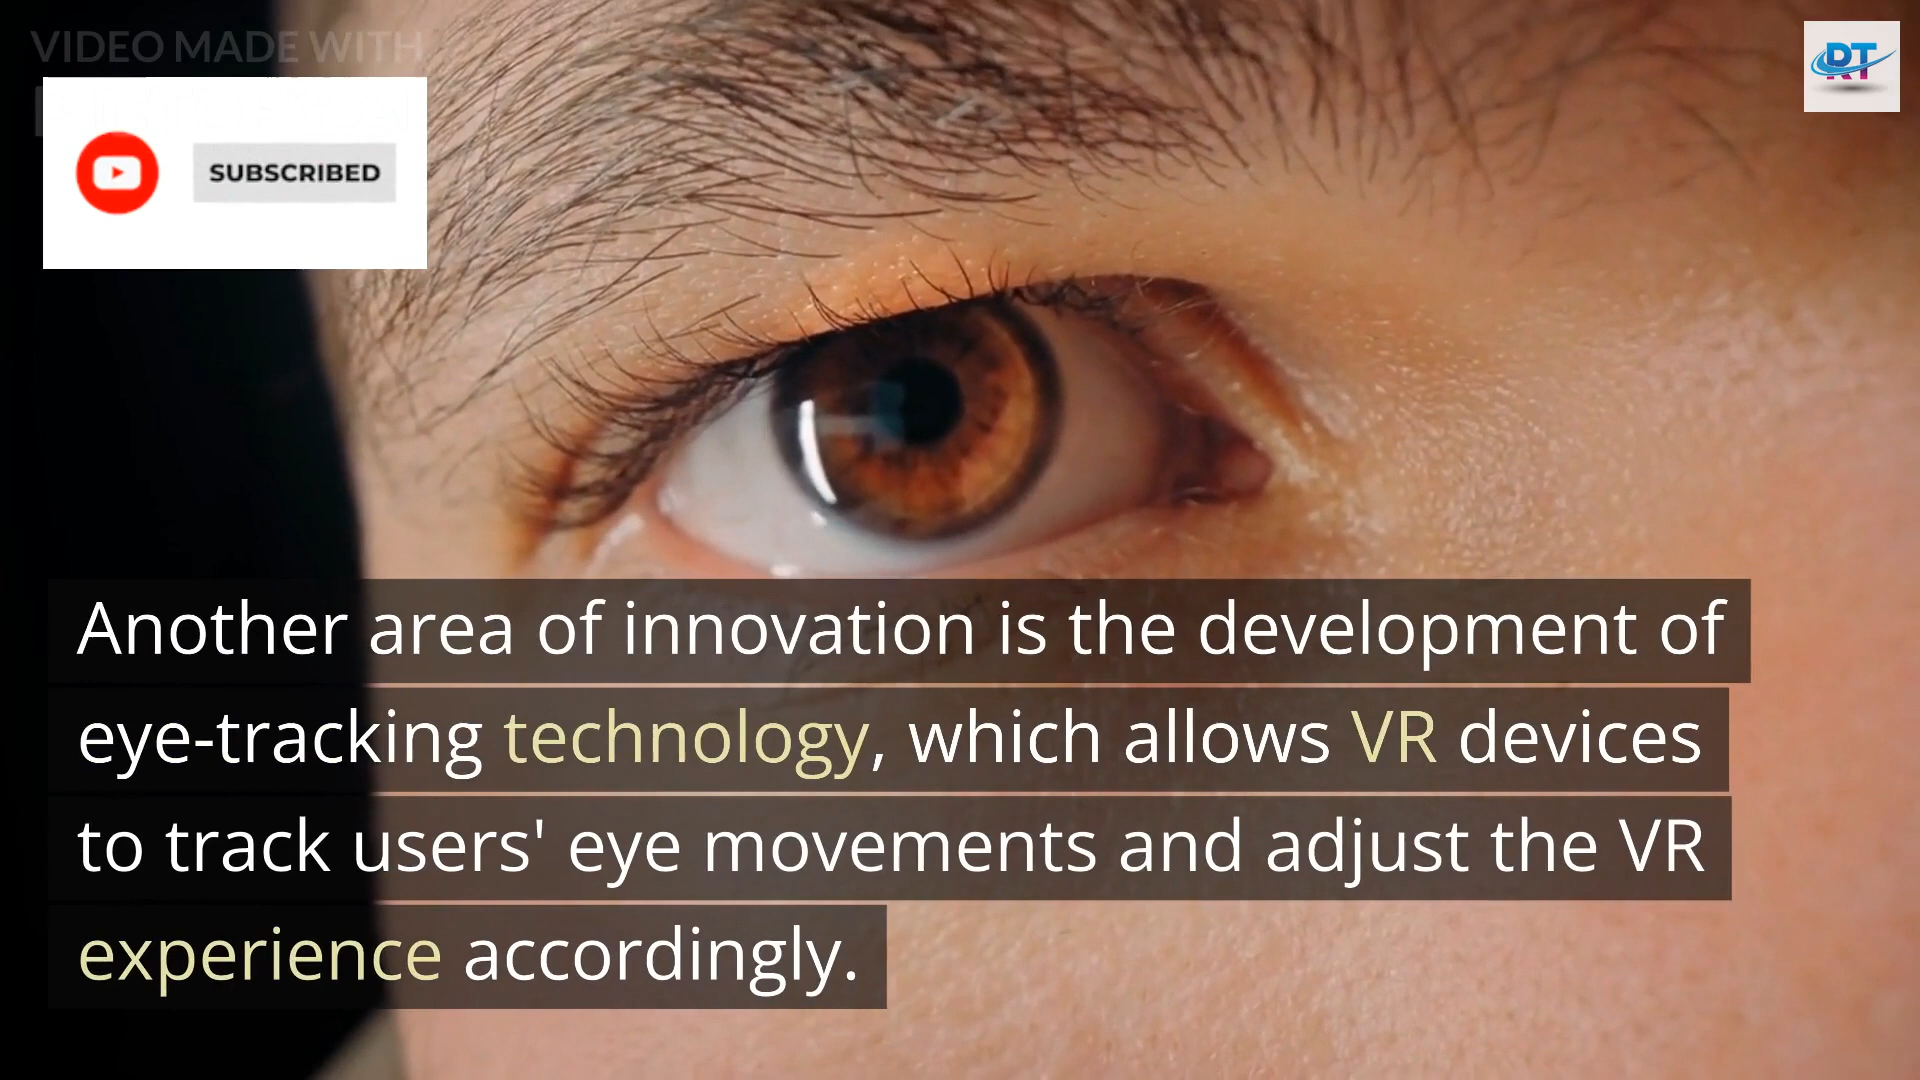 VIDEO MADE WITH
SUBSCRIBED
RT
Another area of innovation is the development of
eye-tracking technology, which allows VR devices
to track users' eye movements and adjust the VR
experience accordingly.